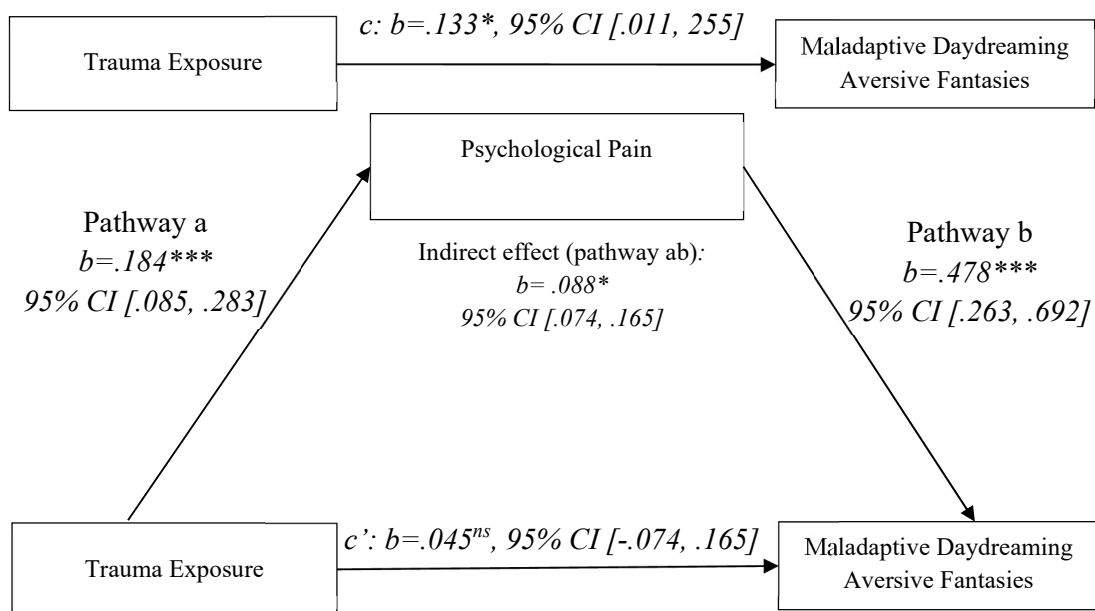 c: b=.133*, 95% CI [.011, 255]
Trauma Exposure
Maladaptive Daydreaming
Aversive Fantasies
Psychological Pain
Pathway a
b=.184***
95% CI [.085, .283]
Indirect effect (pathway ab):
b= .088*
95% CI [.074, .165]
Pathway b
b=.478***
95% CI [.263, .692]
c’: b=.045ns, 95% CI [-.074, .165]
Trauma Exposure
Maladaptive Daydreaming
Aversive Fantasies